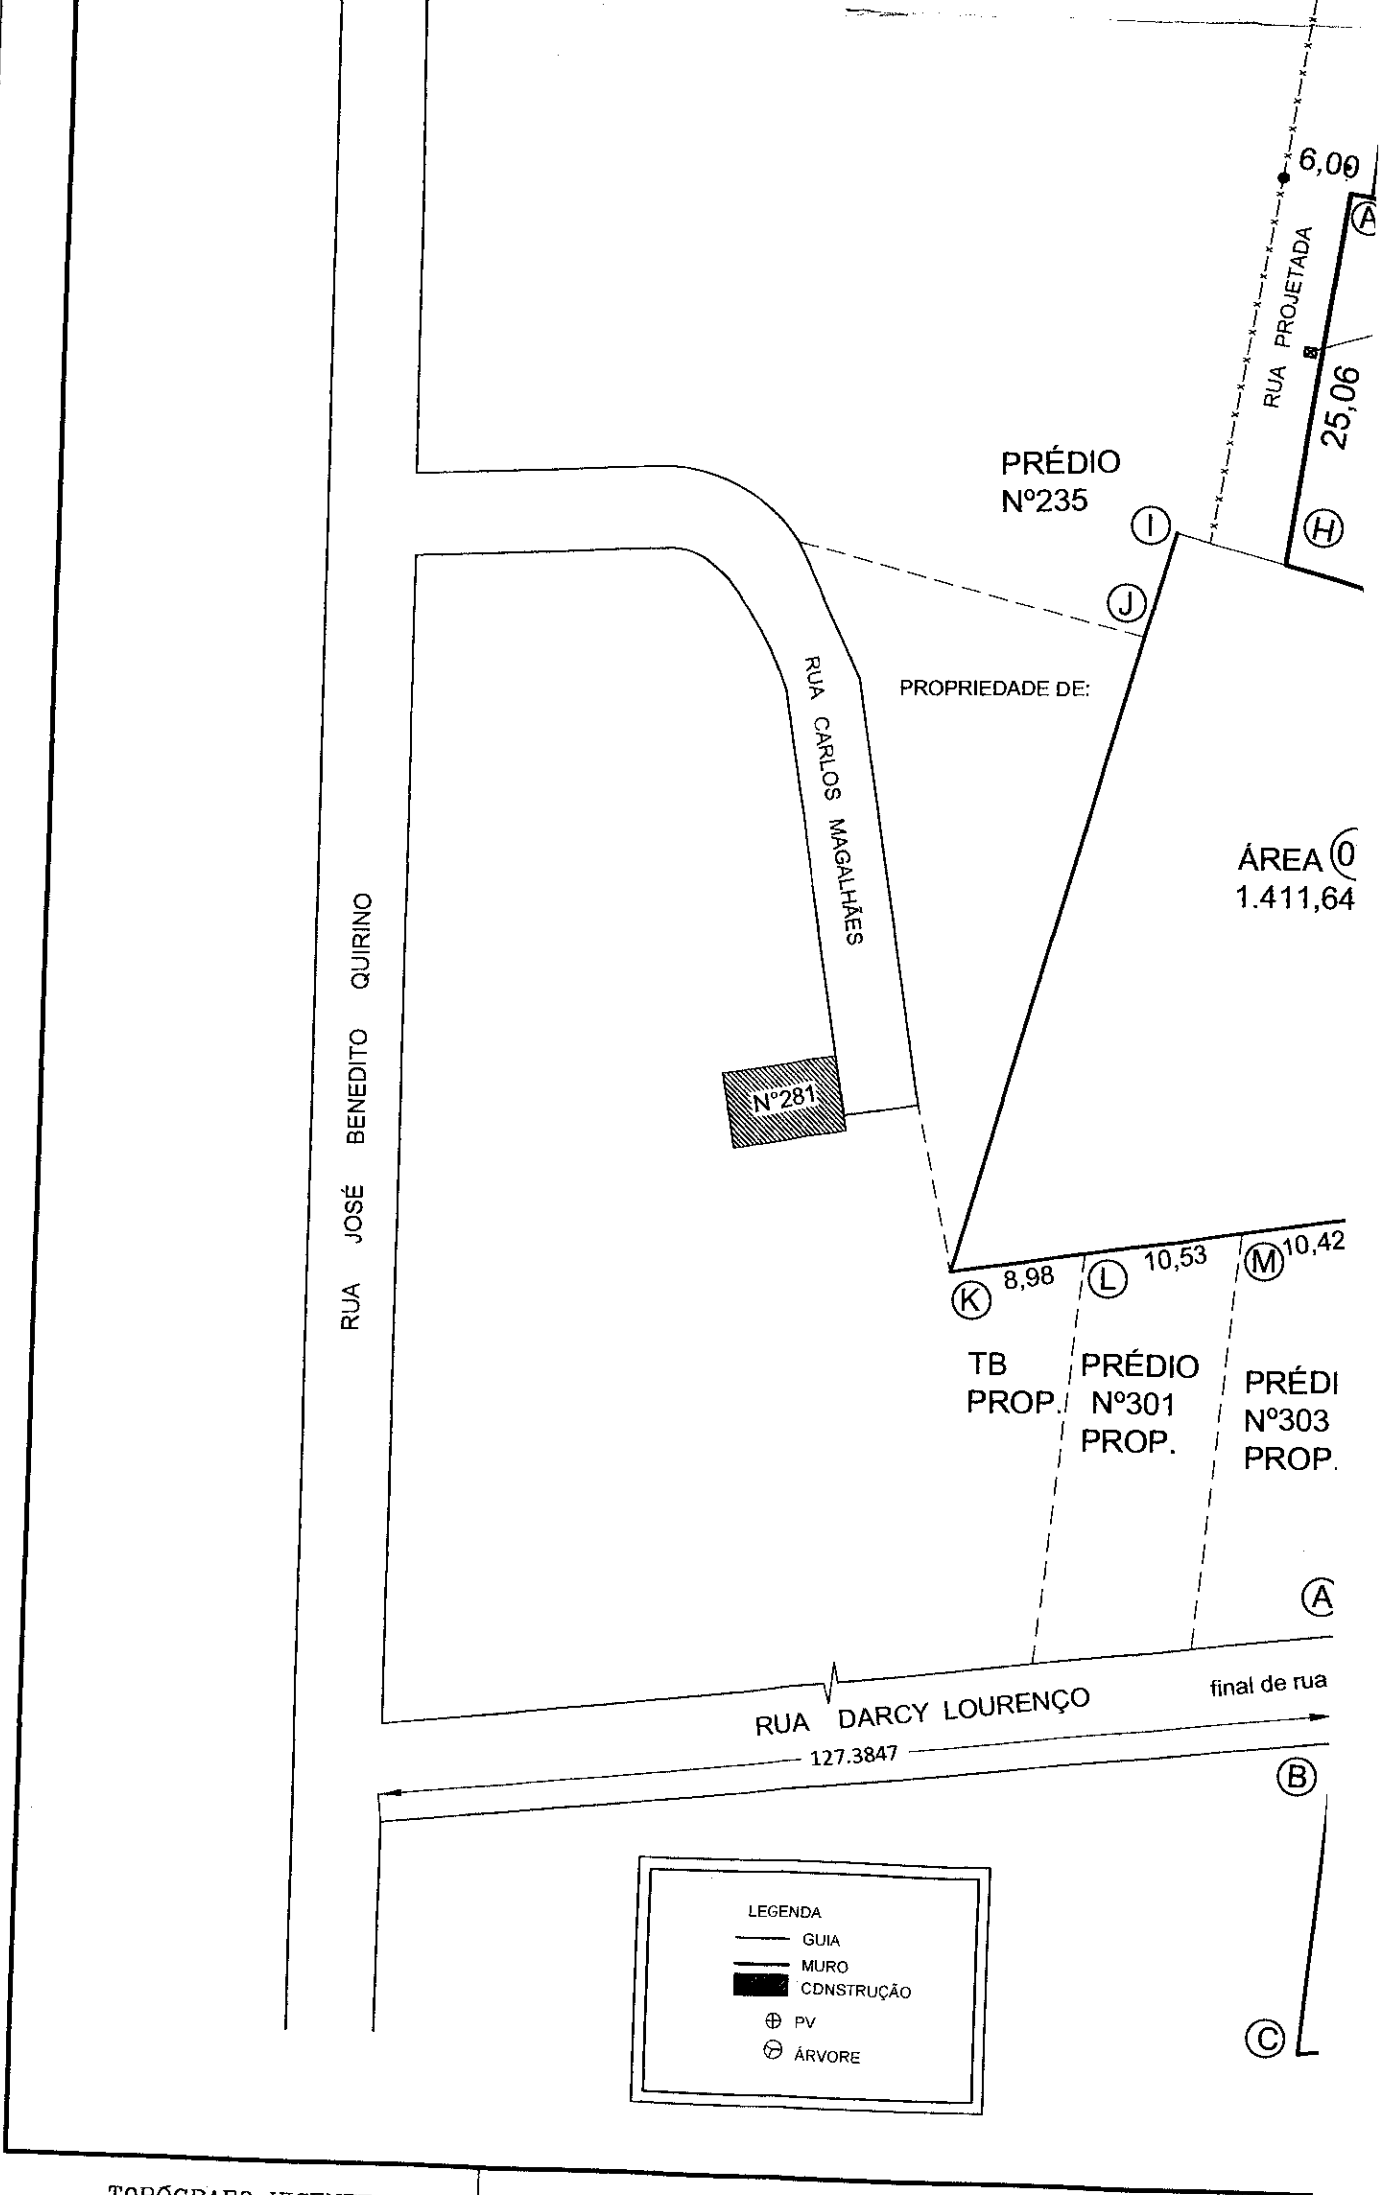 6,00
A
RUA PROJETADA
25,06
PRÉDIO
Nº235
I
H
J
PROPRIEDADE DE:
RUA CARLOS MAGALHÃES
ÁREA 0
1.411,64
RUA JOSÉ BENEDITO QUIRINO
N°281
K
8,98
L
10,53
M
10,42
TB
PROP.
PRÉDIO
Nº301
PROP.
PRÉDI
Nº303
PROP.
A
final de rua
RUA DARCY LOURENÇO
127.3847
B
LEGENDA
GUIA
MURO
CDNSTRUÇÃO
PV
ÁRVORE
C